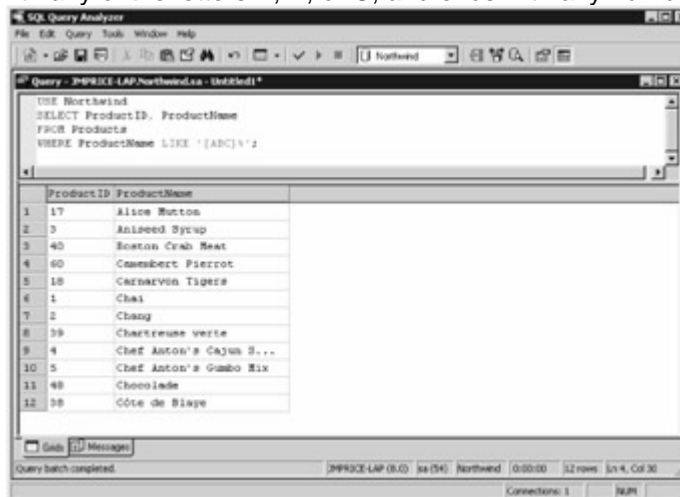 SQL Query Analyzer
File Edit Query Tools Window Help
Northwind
Query - JMPRICE-LAP.Northwind.sa - Untitled1*
USE Northwind
SELECT ProductID, ProductName
FROM Products
WHERE ProductName LIKE '[ABC]%';
ProductID ProductName
1 17 Alice Mutton
2 3 Aniseed Syrup
3 40 Boston Crab Meat
4 60 Camembert Pierrot
5 18 Carnarvon Tigers
6 1 Chai
7 2 Chang
8 39 Chartreuse verte
9 4 Chef Anton's Cajun S...
10 5 Chef Anton's Gumbo Mix
11 48 Chocolade
12 38 Côte de Blaye
Grids Messages
Query batch completed. JMPRICE-LAP (8.0) sa (54) Northwind 0:00:00 12 rows Ln 4, Col 30
Connections: 1 NUM